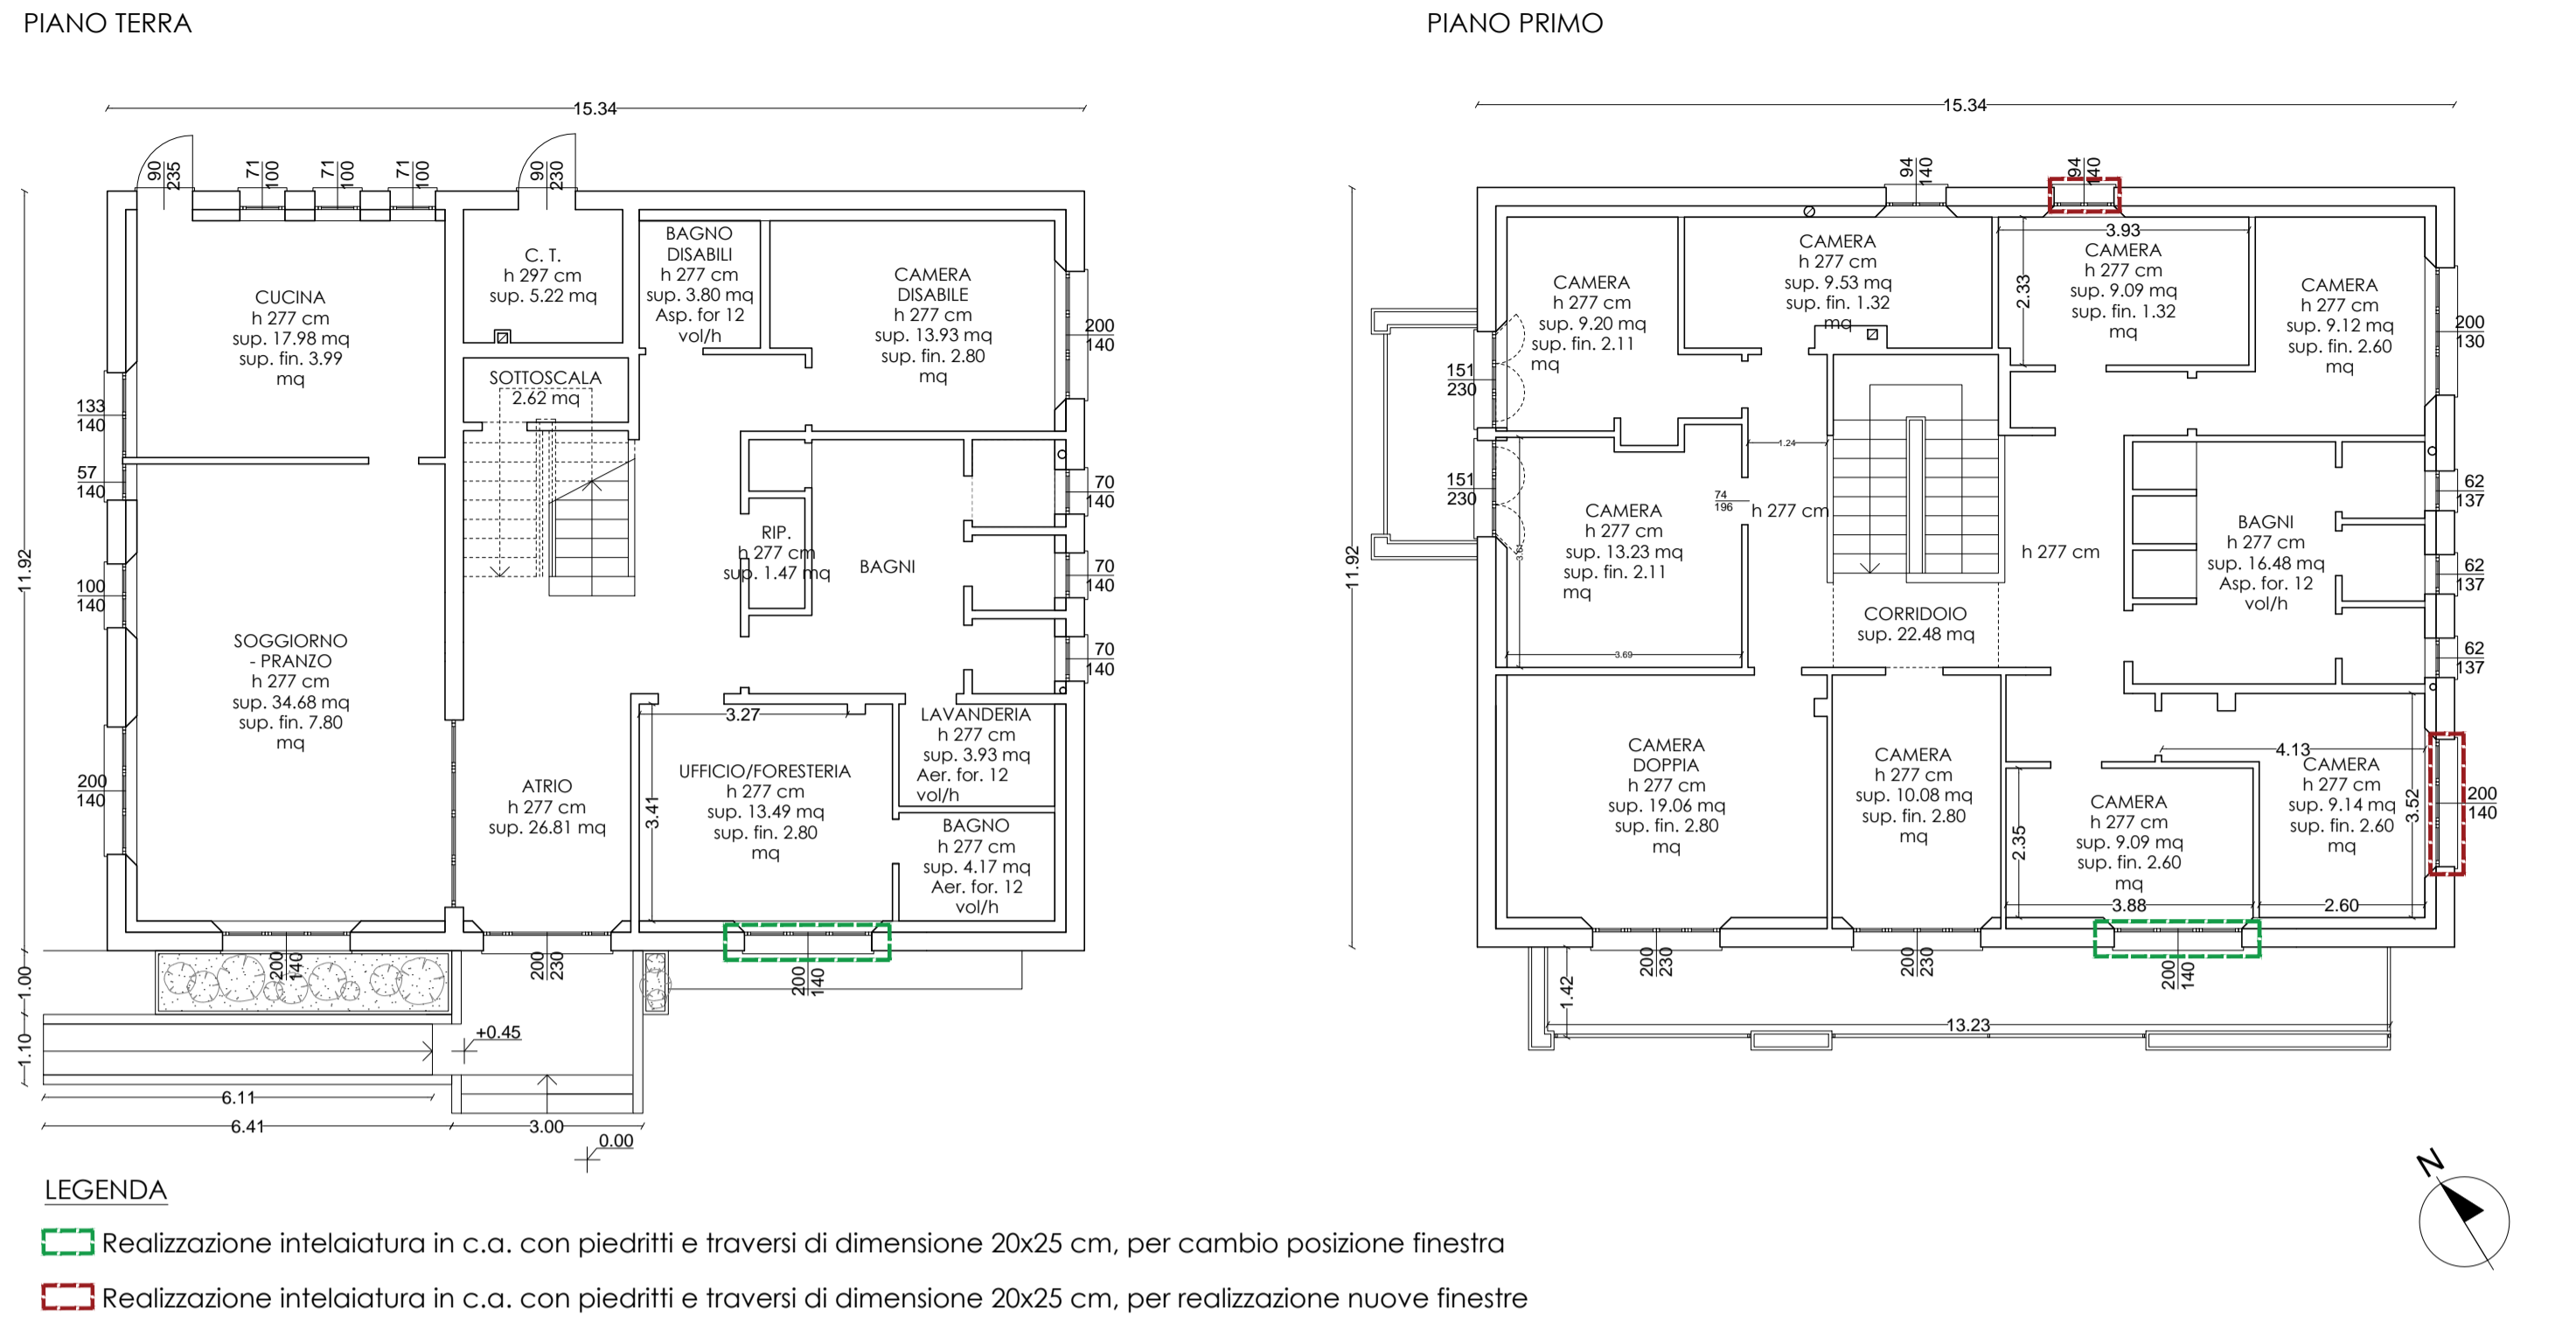 PIANO TERRA
15.34
90
235
71
100
71
100
71
100
90
230
CUCINA
h 277 cm
sup. 17.98 mq
sup. fin. 3.99
mq
C. T.
h 297 cm
sup. 5.22 mq
BAGNO
DISABILI
h 277 cm
sup. 3.80 mq
Asp. for 12
vol/h
CAMERA
DISABILE
h 277 cm
sup. 13.93 mq
sup. fin. 2.80
mq
200
140
SOTTOSCALA
2.62 mq
133
140
57
140
100
140
200
140
11.92
RIP.
h 277 cm
sup. 1.47 mq
BAGNI
70
140
70
140
70
140
SOGGIORNO
- PRANZO
h 277 cm
sup. 34.68 mq
sup. fin. 7.80
mq
ATRIO
h 277 cm
sup. 26.81 mq
3.27
3.41
UFFICIO/FORESTERIA
h 277 cm
sup. 13.49 mq
sup. fin. 2.80
mq
LAVANDERIA
h 277 cm
sup. 3.93 mq
Aer. for. 12
vol/h
BAGNO
h 277 cm
sup. 4.17 mq
Aer. for. 12
vol/h
200
140
200
230
200
140
1.00
1.10
+0.45
6.11
6.41
3.00
0.00
PIANO PRIMO
15.34
94
140
94
140
CAMERA
h 277 cm
sup. 9.20 mq
sup. fin. 2.11
mq
CAMERA
h 277 cm
sup. 9.53 mq
sup. fin. 1.32
mq
3.93
2.33
CAMERA
h 277 cm
sup. 9.09 mq
sup. fin. 1.32
mq
CAMERA
h 277 cm
sup. 9.12 mq
sup. fin. 2.60
mq
200
130
151
230
151
230
11.92
1.24
74
196
h 277 cm
CAMERA
h 277 cm
sup. 13.23 mq
sup. fin. 2.11
mq
3.69
h 277 cm
CORRIDOIO
sup. 22.48 mq
BAGNI
h 277 cm
sup. 16.48 mq
Asp. for. 12
vol/h
62
137
62
137
62
137
CAMERA
DOPPIA
h 277 cm
sup. 19.06 mq
sup. fin. 2.80
mq
CAMERA
h 277 cm
sup. 10.08 mq
sup. fin. 2.80
mq
2.35
CAMERA
h 277 cm
sup. 9.09 mq
sup. fin. 2.60
mq
3.88
4.13
CAMERA
h 277 cm
sup. 9.14 mq
sup. fin. 2.60
mq
3.52
2.60
200
140
200
230
200
230
200
140
1.42
13.23
N
LEGENDA
Realizzazione intelaiatura in c.a. con piedritti e traversi di dimensione 20x25 cm, per cambio posizione finestra
Realizzazione intelaiatura in c.a. con piedritti e traversi di dimensione 20x25 cm, per realizzazione nuove finestre